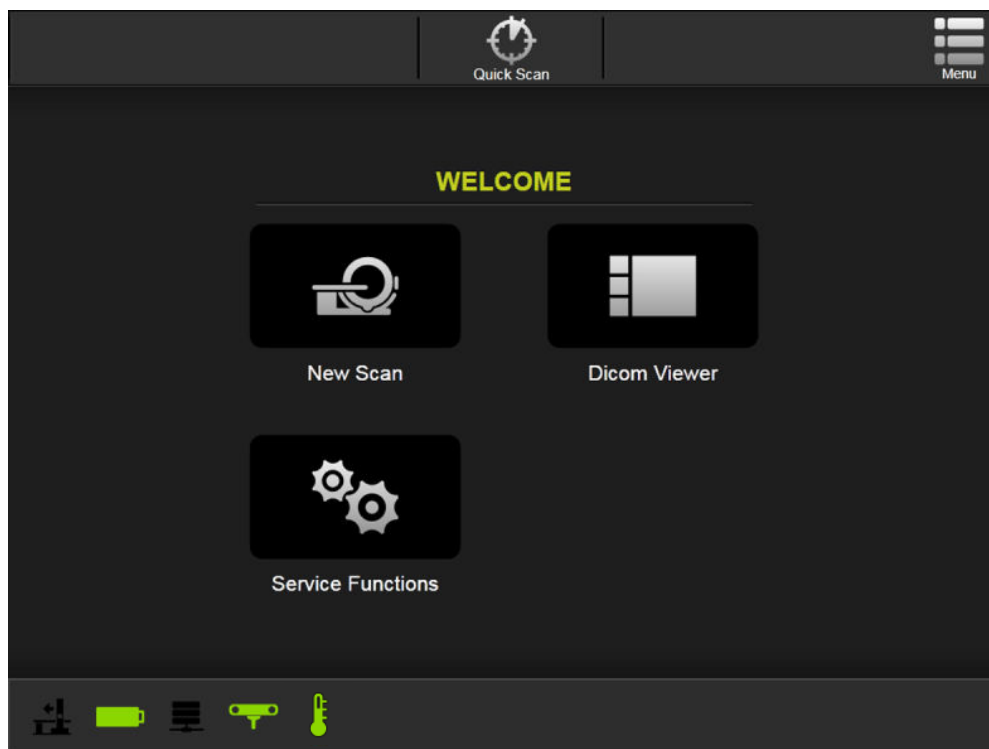 Quick Scan
Menu
WELCOME
New Scan
Dicom Viewer
Service Functions